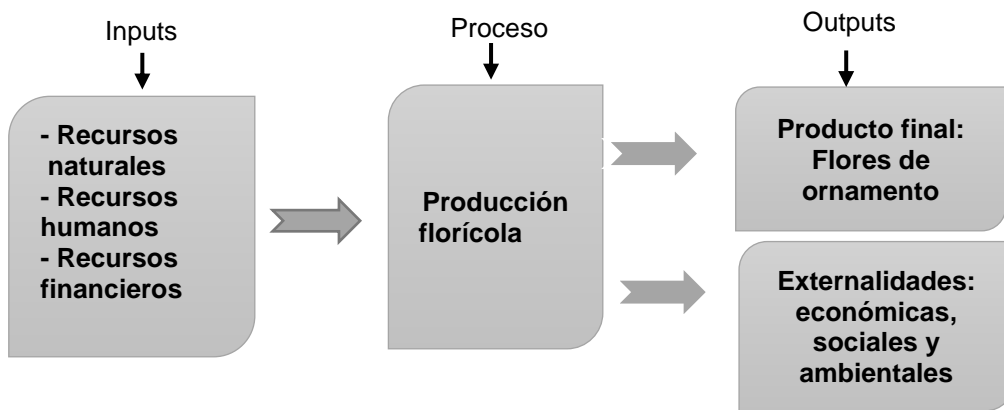 Inputs
Proceso
Outputs
- Recursos
naturales
- Recursos
humanos
- Recursos
financieros
Producción
florícola
Producto final:
Flores de
ornamento
Externalidades:
económicas,
sociales y
ambientales